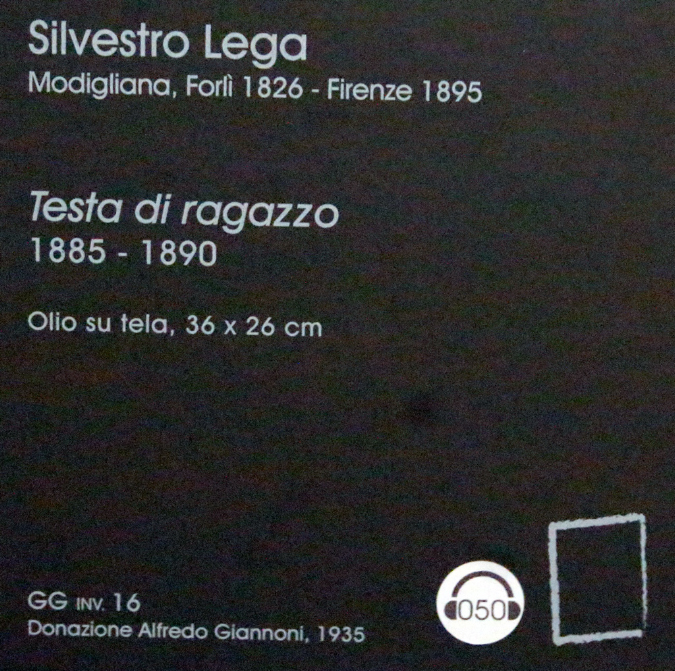 Silvestro Lega
Modigliana, Forlì 1826 - Firenze 1895
Testa di ragazzo
1885 - 1890
Olio su tela, 36 x 26 cm
GG INV. 16
Donazione Alfredo Giannoni, 1935
050